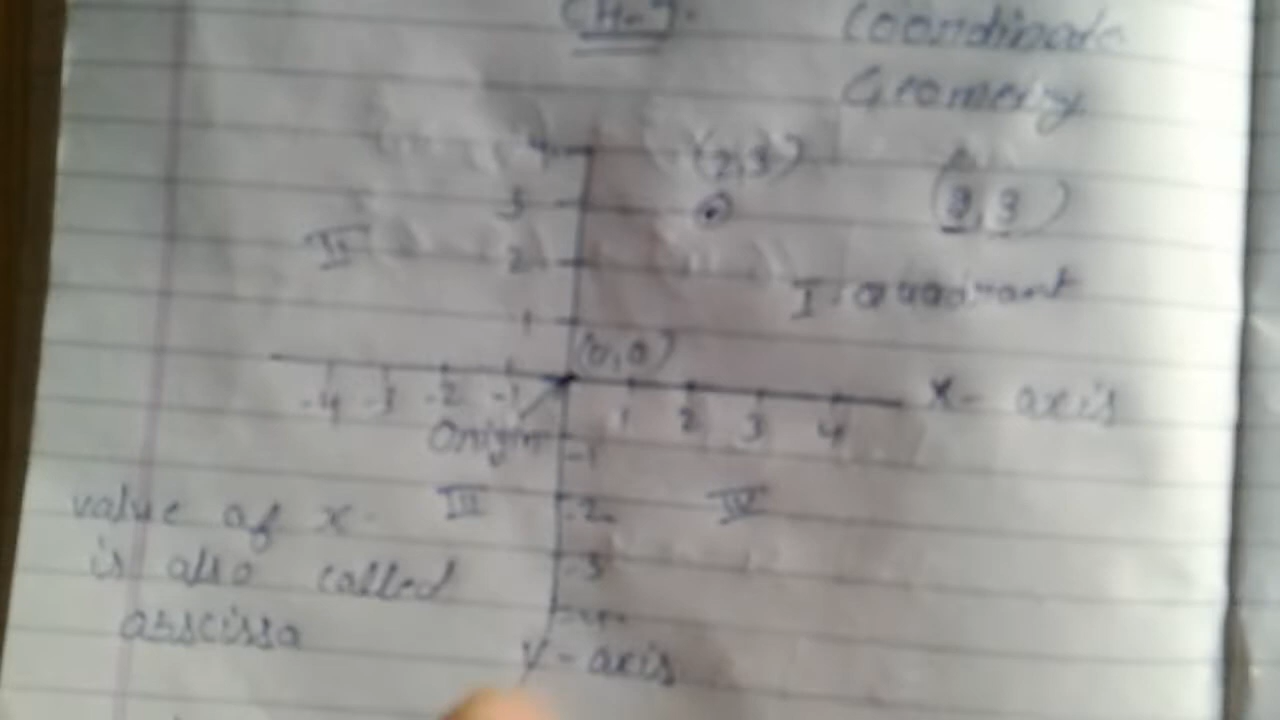 Coordinate
Geometry
4
(2,3)
3
(3, 3)
II
2
I quadrant
1
(0,0)
-4 -3 -2 -1
1 2 3 4
X- axis
Origin
-1
value of x
III
-2
IV
is also called
-3
abscissa
Y-axis